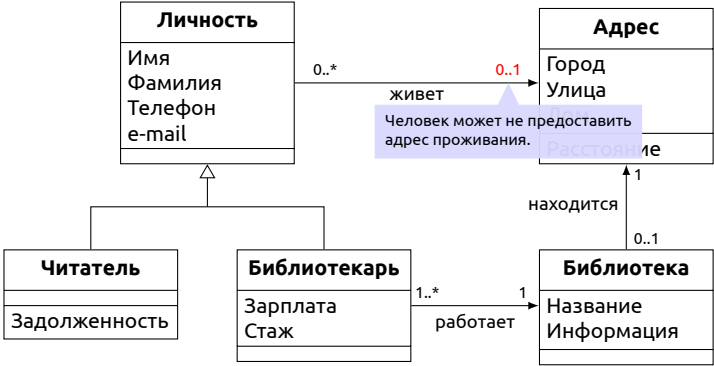 Личность
Имя
Фамилия
Телефон
e-mail
0..*
0..1
живет
Человек может не предоставить
адрес проживания.
Адрес
Город
Улица
Дом
Расстояние
1
находится
0..1
Читатель
Задолженность
Библиотекарь
Зарплата
Стаж
1..*
1
работает
Библиотека
Название
Информация